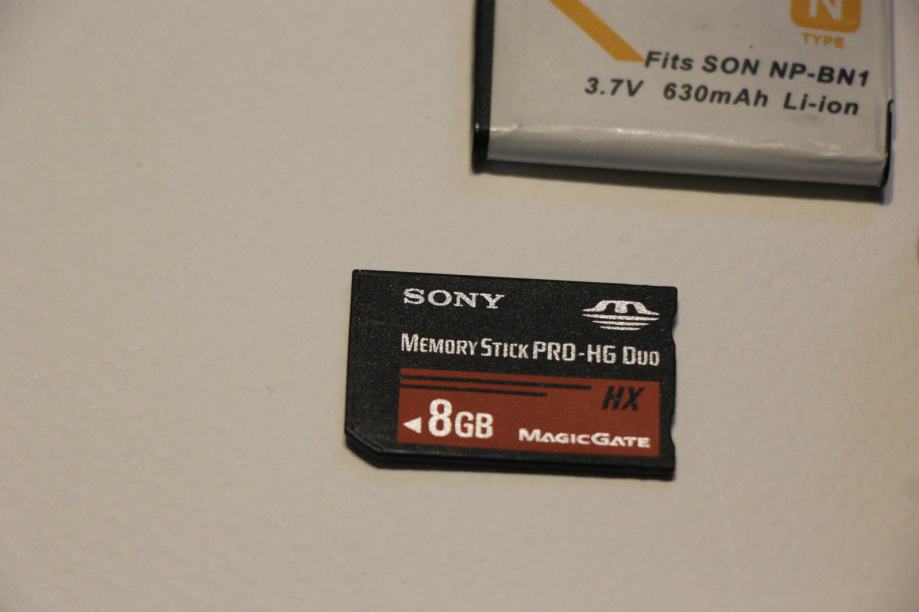 N
TYPE
Fits SON NP-BN1
3.7V 630mAh Li-ion
SONY
MEMORY STICK PRO-HG DUO
HX
8GB
MAGICGATE